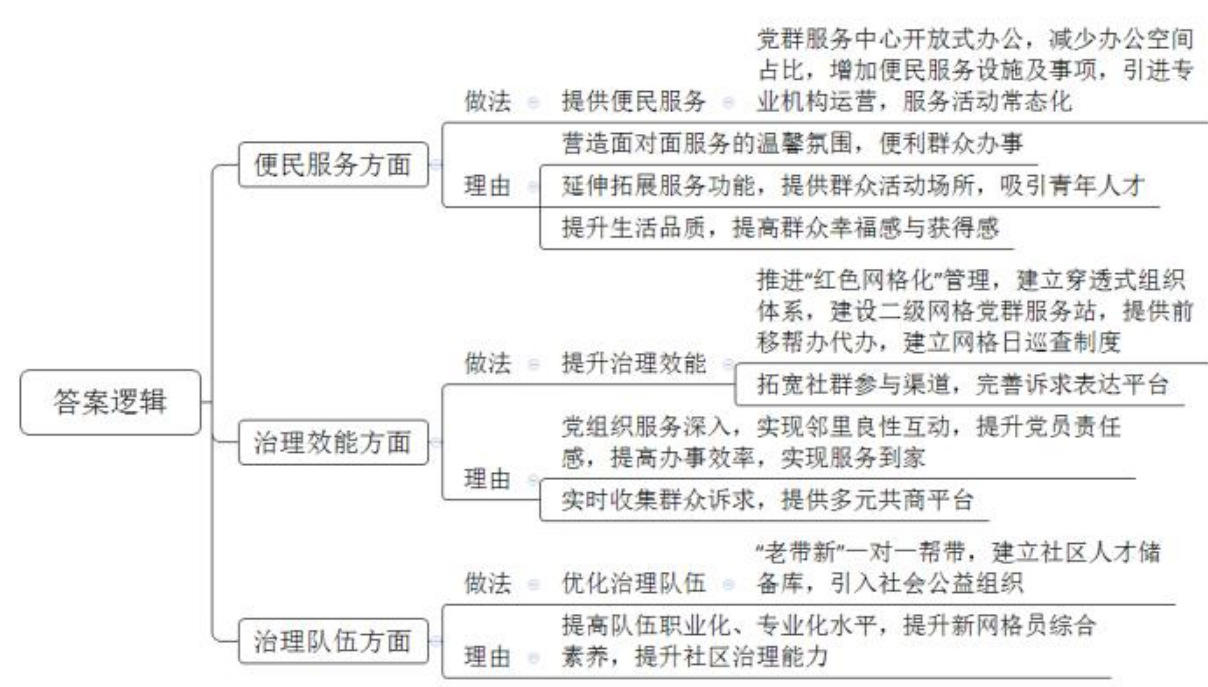 答案逻辑
便民服务方面
做法
提供便民服务
党群服务中心开放式办公，减少办公空间
占比，增加便民服务设施及事项，引进专
业机构运营，服务活动常态化
理由
营造面对面服务的温馨氛围，便利群众办事
延伸拓展服务功能，提供群众活动场所，吸引青年人才
提升生活品质，提高群众幸福感与获得感
治理效能方面
做法
提升治理效能
推进“红色网格化”管理，建立穿透式组织
体系，建设二级网格党群服务站，提供前
移帮办代办，建立网格日巡查制度
拓宽社群参与渠道，完善诉求表达平台
理由
党组织服务深入，实现邻里良性互动，提升党员责任
感，提高办事效率，实现服务到家
实时收集群众诉求，提供多元共商平台
治理队伍方面
做法
优化治理队伍
“老带新”一对一帮带，建立社区人才储
备库，引入社会公益组织
理由
提高队伍职业化、专业化水平，提升新网格员综合
素养，提升社区治理能力